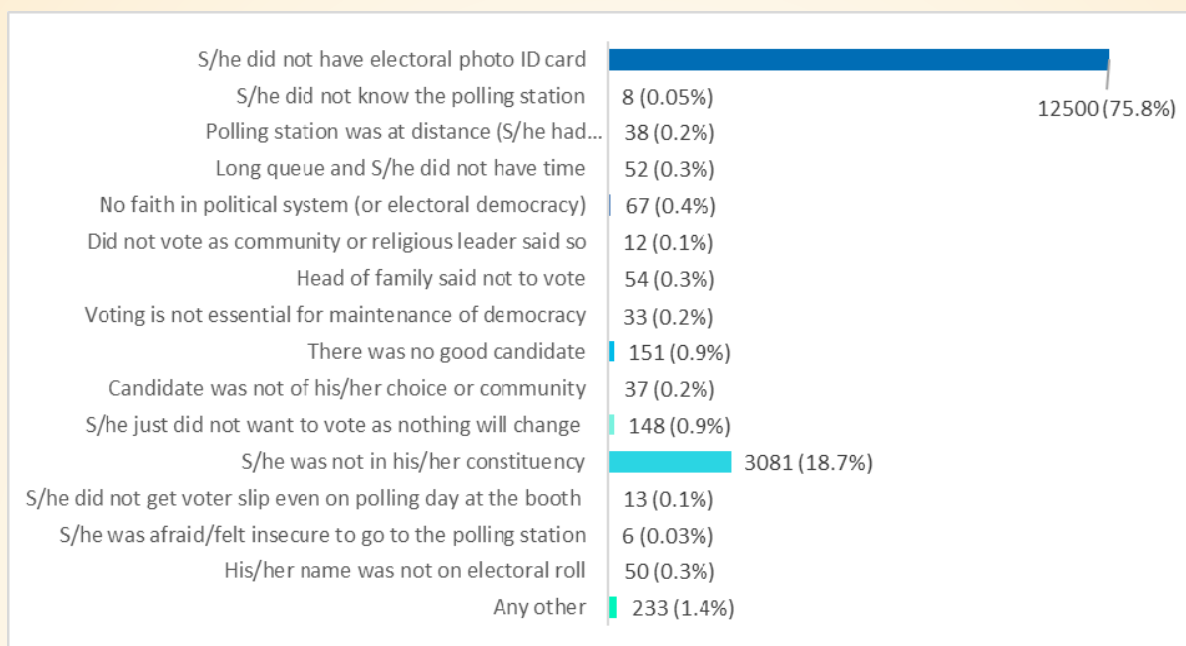 S/he did not have electoral photo ID card
12500 (75.8%)
S/he did not know the polling station 8 (0.05%)
Polling station was at distance (S/he had... 38 (0.2%)
Long queue and S/he did not have time 52 (0.3%)
No faith in political system (or electoral democracy) 67 (0.4%)
Did not vote as community or religious leader said so 12 (0.1%)
Head of family said not to vote 54 (0.3%)
Voting is not essential for maintenance of democracy 33 (0.2%)
There was no good candidate 151 (0.9%)
Candidate was not of his/her choice or community 37 (0.2%)
S/he just did not want to vote as nothing will change 148 (0.9%)
S/he was not in his/her constituency 3081 (18.7%)
S/he did not get voter slip even on polling day at the booth 13 (0.1%)
S/he was afraid/felt insecure to go to the polling station 6 (0.03%)
His/her name was not on electoral roll 50 (0.3%)
Any other 233 (1.4%)